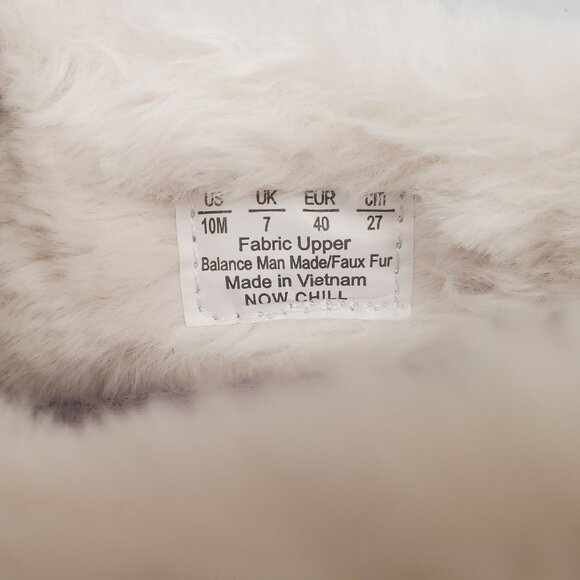 US UK EUR cm
10M 7 40 27
Fabric Upper
Balance Man Made/Faux Fur
Made in Vietnam
NOW CHILL